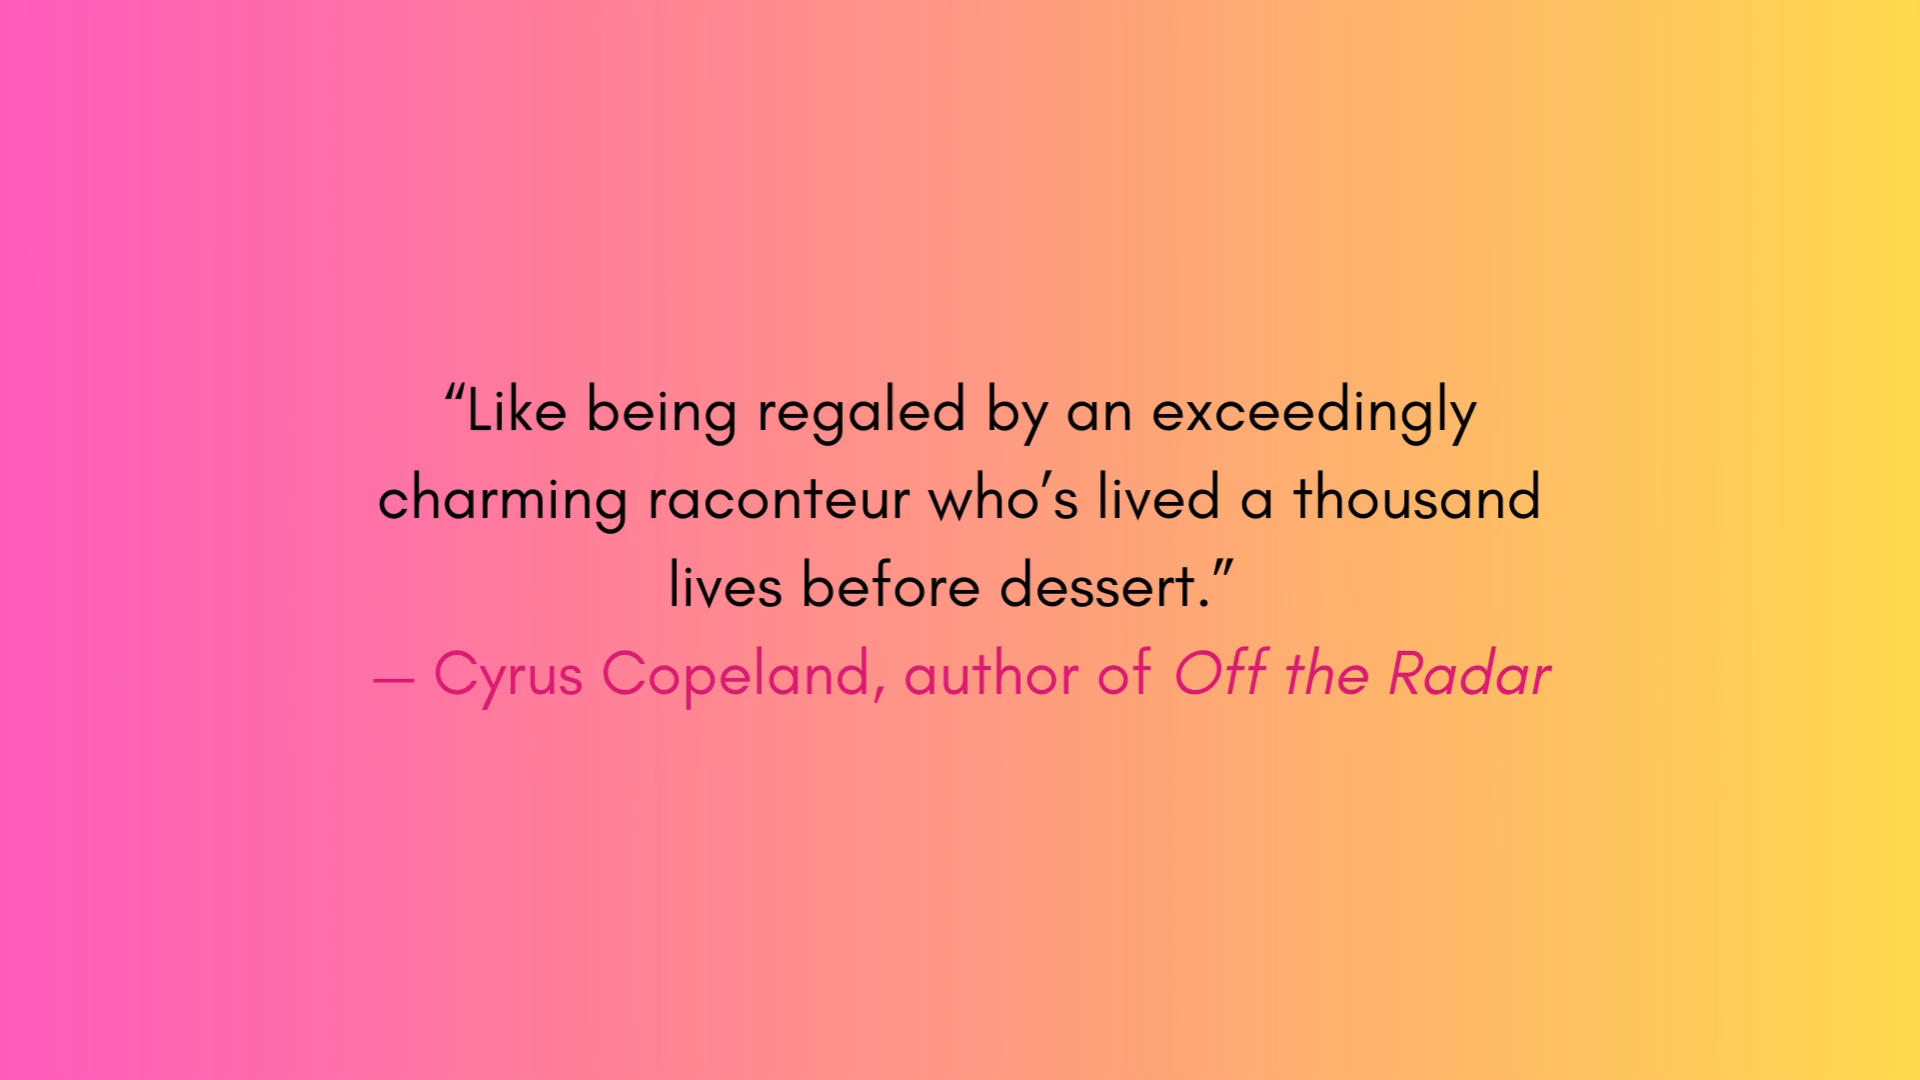 “Like being regaled by an exceedingly
charming raconteur who’s lived a thousand
lives before dessert.”
— Cyrus Copeland, author of Off the Radar